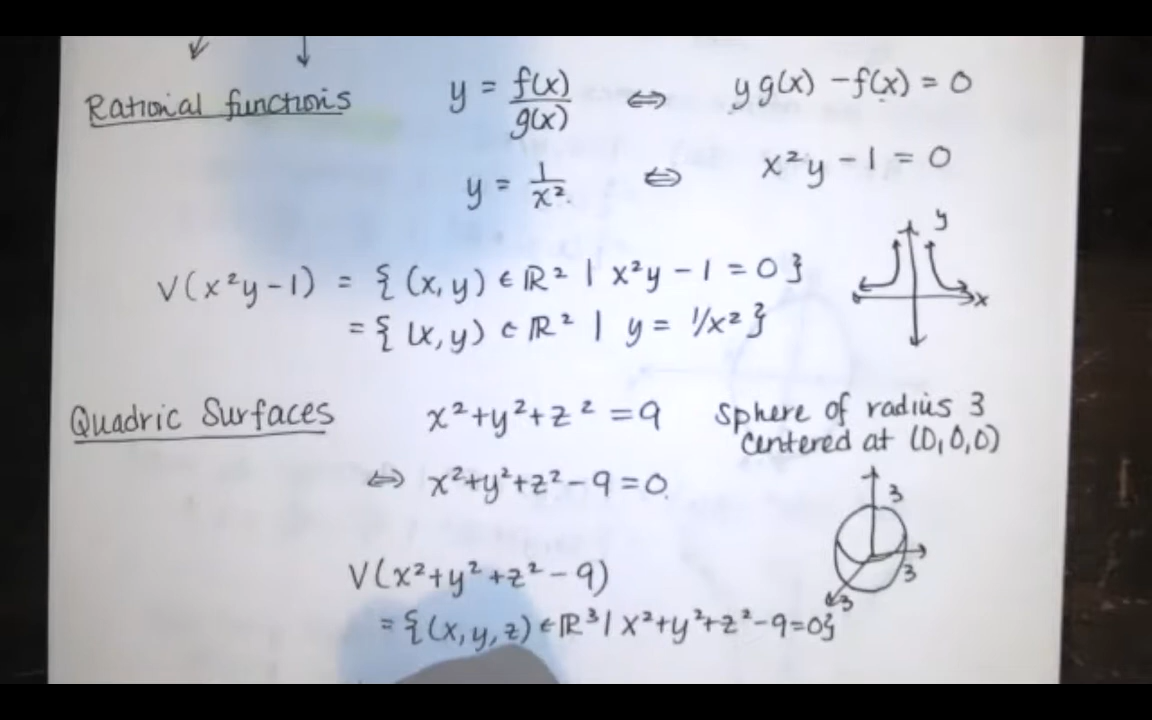 Rational functions y = f(x)/g(x) ⇔ y g(x) - f(x) = 0
y = 1/x² ⇔ x²y - 1 = 0
y
x
V(x²y-1) = { (x,y) ∈ ℝ² | x²y - 1 = 0 }
= { (x,y) ∈ ℝ² | y = 1/x² }
Quadric Surfaces x²+y²+z² = 9 sphere of radius 3
centered at (0,0,0)
⇔ x²+y²+z²-9=0
3
3
3
V(x²+y²+z²-9)
= {(x,y,z) ∈ ℝ³ | x²+y²+z²-9=0}